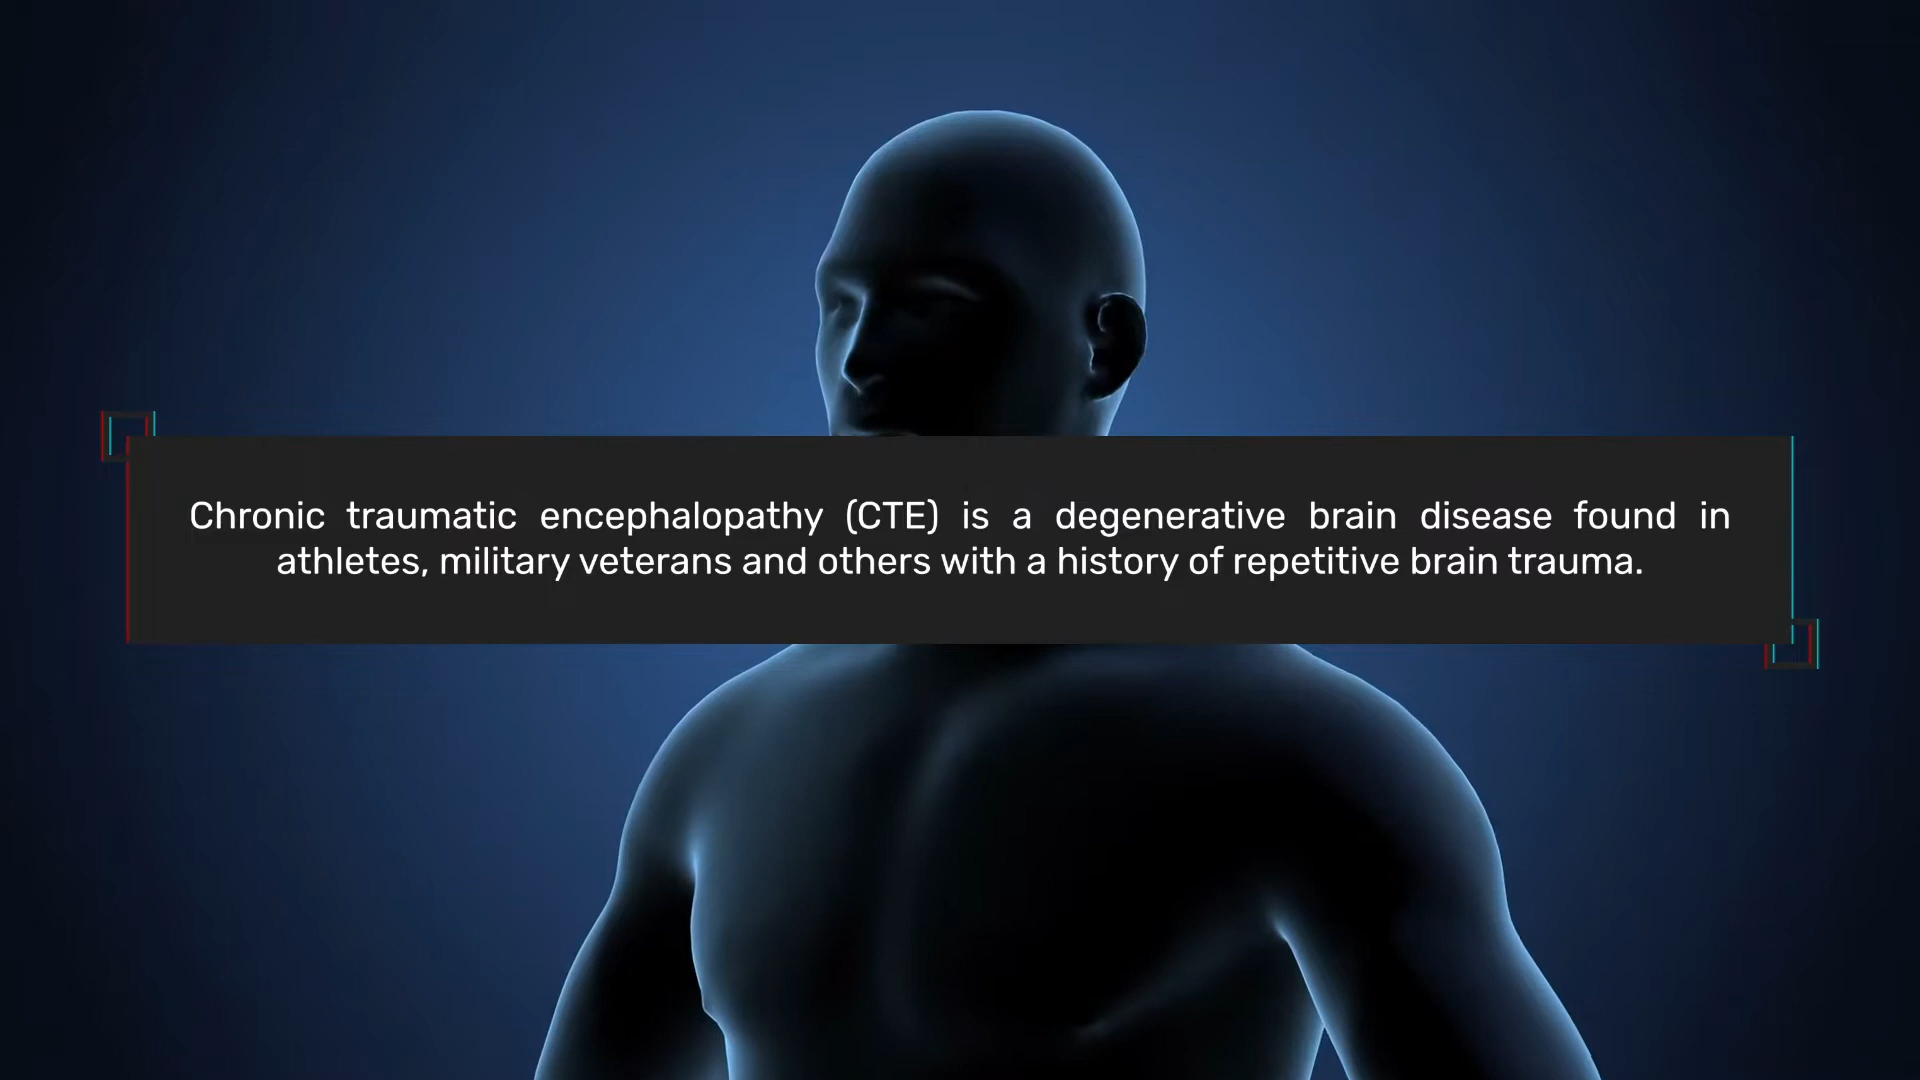 Chronic traumatic encephalopathy (CTE) is a degenerative brain disease found in
athletes, military veterans and others with a history of repetitive brain trauma.